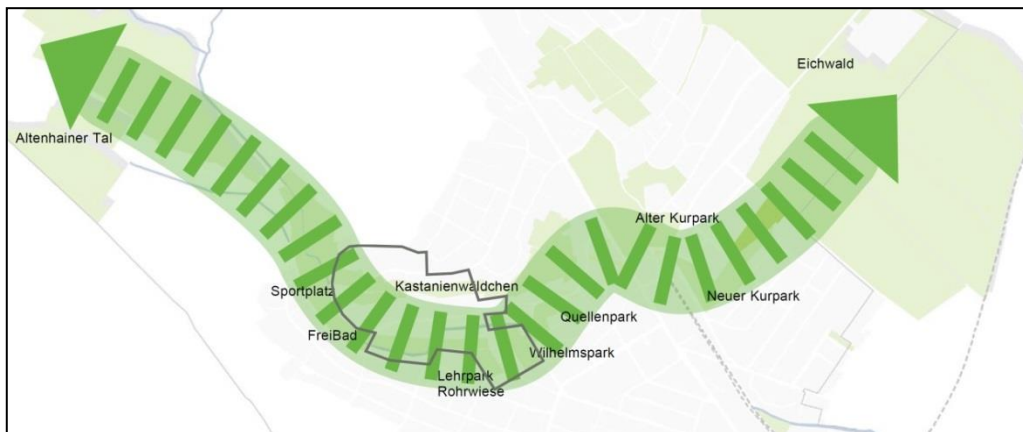 Eichwald
Altenhainer Tal
Alter Kurpark
Kastanienwäldchen
Sportplatz
Neuer Kurpark
Quellenpark
FreiBad
Wilhelmspark
Lehrpark
Rohrwiese